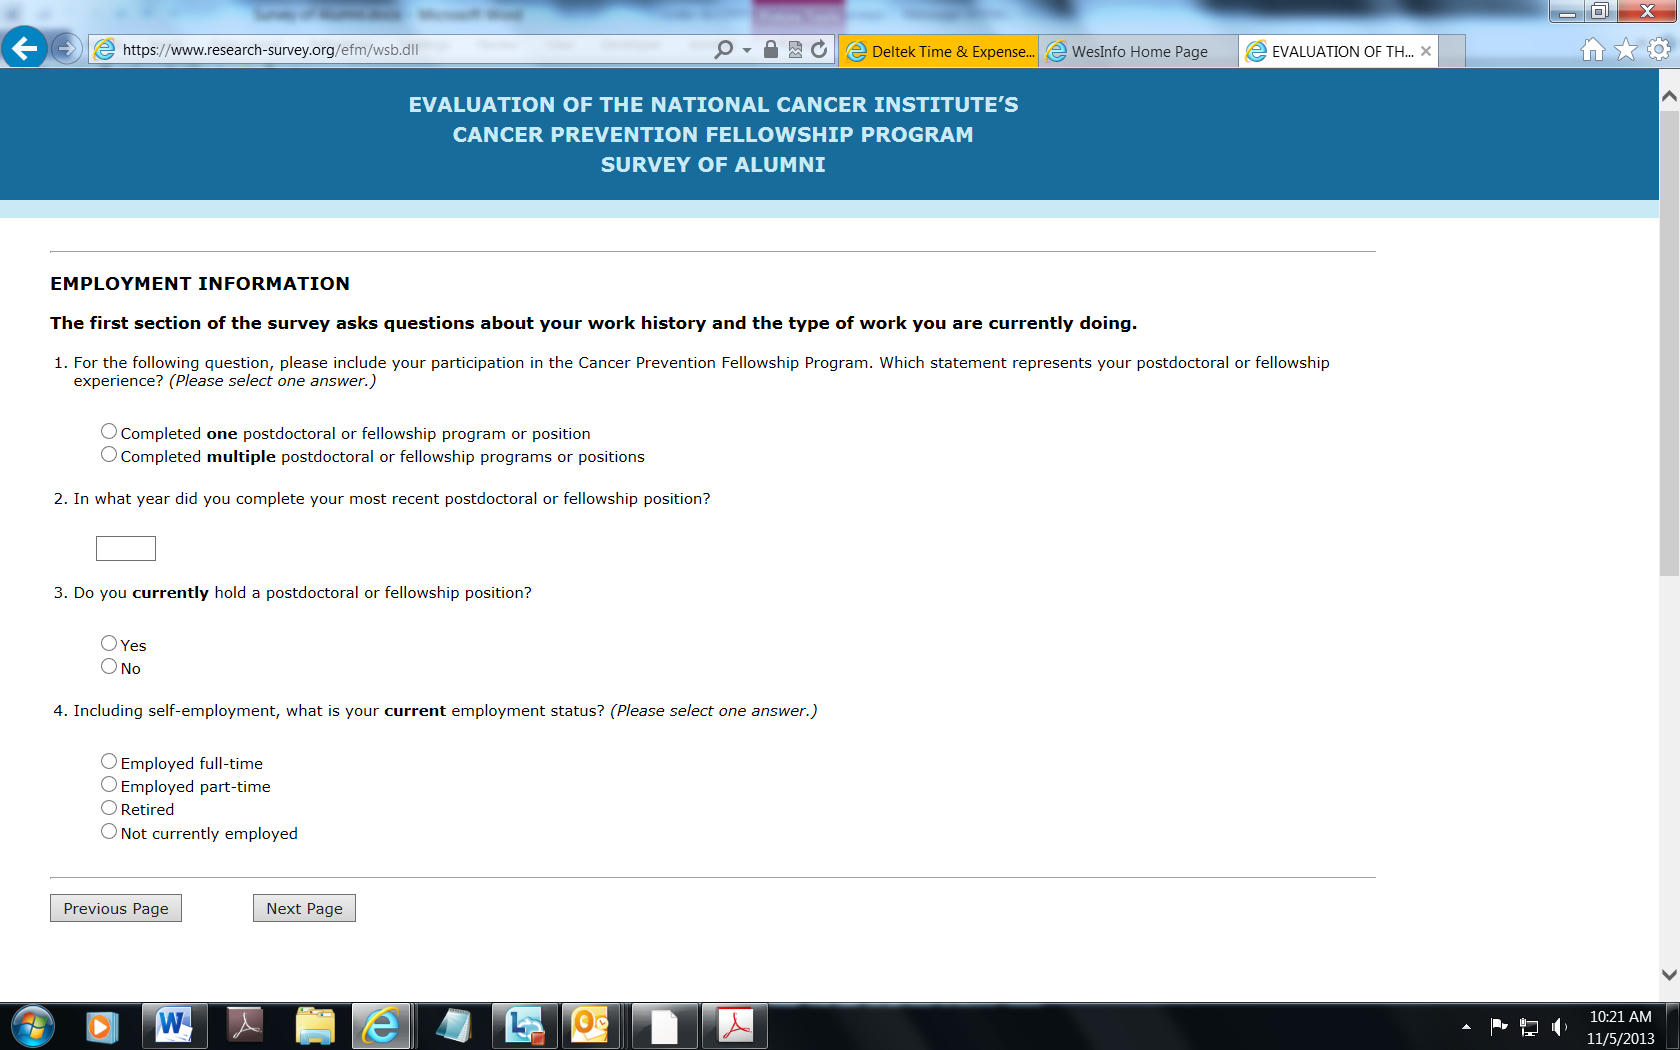 Survey of Alumni.docx - Microsoft Word
https://www.research-survey.org/efm/wsb.dll
Deltek Time & Expense...
WesInfo Home Page
EVALUATION OF TH...
EVALUATION OF THE NATIONAL CANCER INSTITUTE’S
CANCER PREVENTION FELLOWSHIP PROGRAM
SURVEY OF ALUMNI
EMPLOYMENT INFORMATION
The first section of the survey asks questions about your work history and the type of work you are currently doing.
1. For the following question, please include your participation in the Cancer Prevention Fellowship Program. Which statement represents your postdoctoral or fellowship
experience? (Please select one answer.)
Completed one postdoctoral or fellowship program or position
Completed multiple postdoctoral or fellowship programs or positions
2. In what year did you complete your most recent postdoctoral or fellowship position?
3. Do you currently hold a postdoctoral or fellowship position?
Yes
No
4. Including self-employment, what is your current employment status? (Please select one answer.)
Employed full-time
Employed part-time
Retired
Not currently employed
Previous Page
Next Page
10:21 AM
11/5/2013